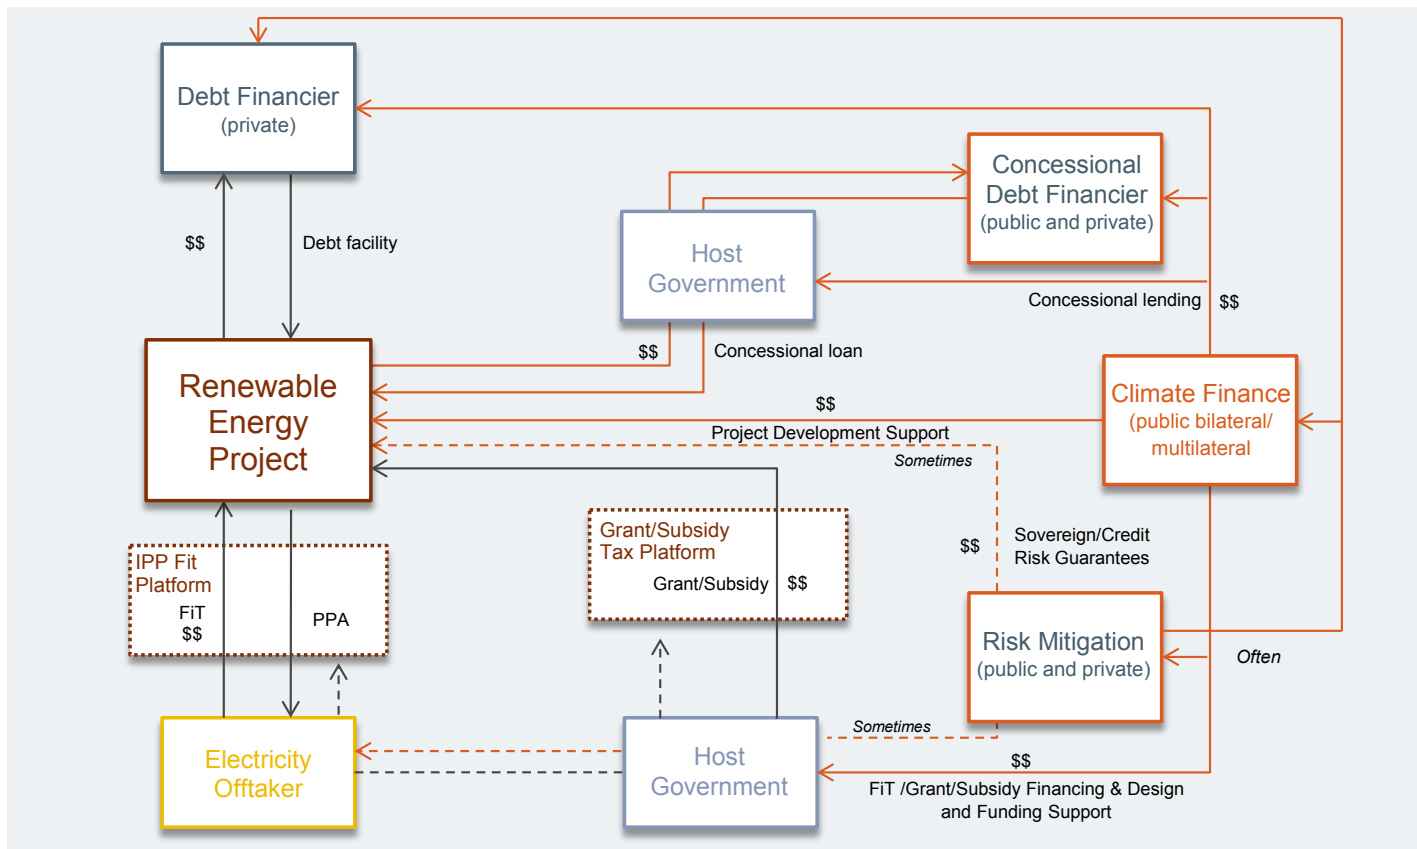 Debt Financier
(private)
Concessional
Debt Financier
(public and private)
$$
Debt facility
Host
Government
Concessional lending
$$
$$
Concessional loan
Renewable
Energy
Project
Climate Finance
(public bilateral/
multilateral
$$
Project Development Support
Sometimes
Grant/Subsidy
Tax Platform
Grant/Subsidy
$$
$$
Sovereign/Credit
Risk Guarantees
IPP Fit
Platform
FiT
$$
PPA
Risk Mitigation
(public and private)
Often
Sometimes
Electricity
Offtaker
Host
Government
$$
FiT /Grant/Subsidy Financing & Design
and Funding Support